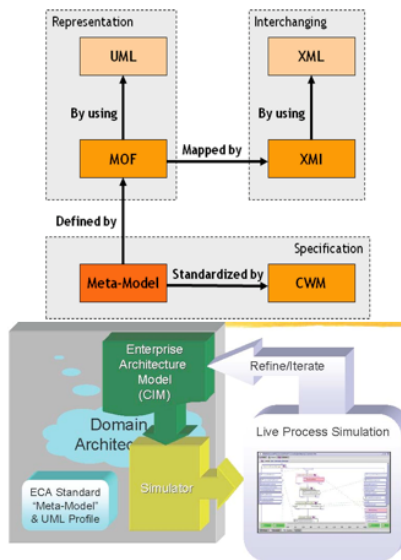 Representation
Interchanging
UML
XML
By using
By using
MOF
Mapped by
XMI
Defined by
Specification
Meta-Model
Standardized by
CWM
Enterprise
Architecture
Model
(CIM)
Refine/Iterate
Domain
Live Process Simulation
Simulator
ECA Standard
"Meta-Model"
& UML Profile